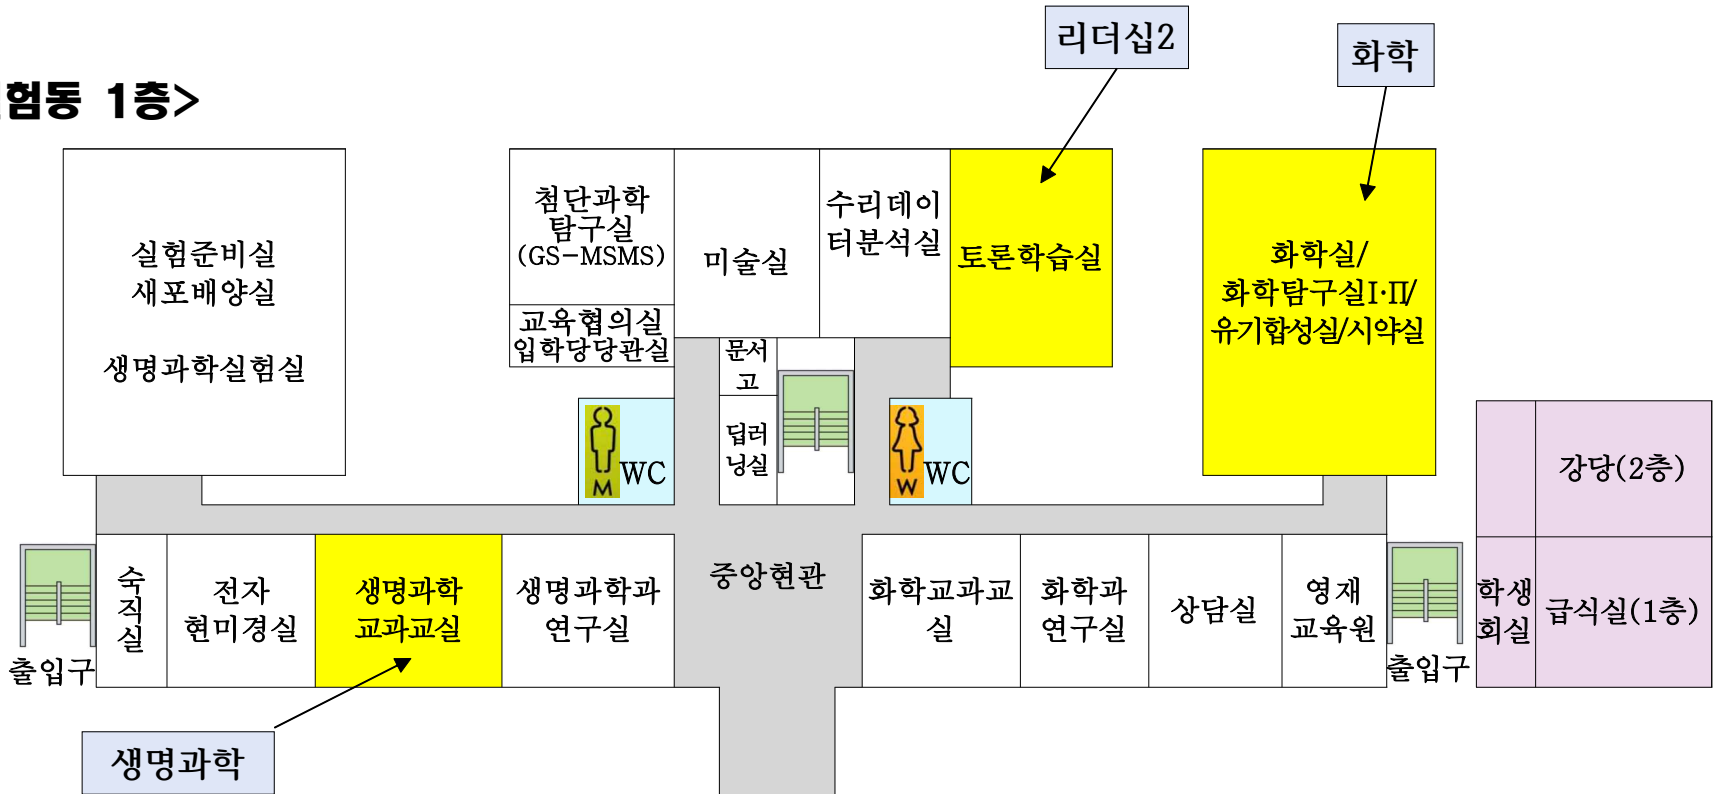 험동 1층>
리더십2
화학
실험준비실
새포배양실
생명과학실험실
첨단과학
탐구실
(GS-MSMS)
교육협의실
입학당당관실
미술실
수리데이
터분석실
토론학습실
화학실/
화학탐구실Ⅰ·Ⅱ/
유기합성실/시약실
문서
고
딥러
닝실
M
WC
W
WC
강당(2층)
숙
직
실
전자
현미경실
생명과학
교과교실
생명과학과
연구실
중앙현관
화학교과교
실
화학과
연구실
상담실
영재
교육원
학생
회실
급식실(1층)
출입구
출입구
생명과학